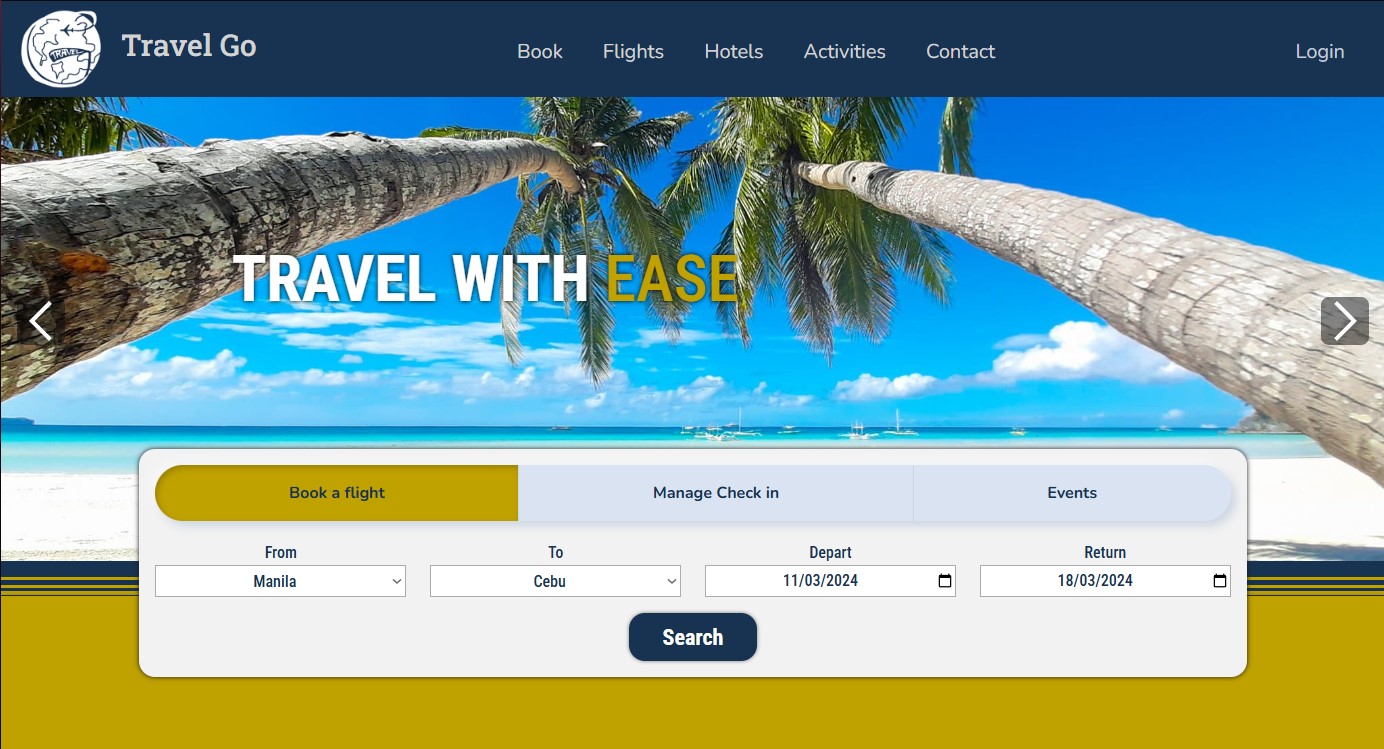 Travel Go
Book Flights Hotels Activities Contact Login
TRAVEL WITH EASE
Book a flight Manage Check in Events
From To Depart Return
Manila Cebu 11/03/2024 18/03/2024
Search